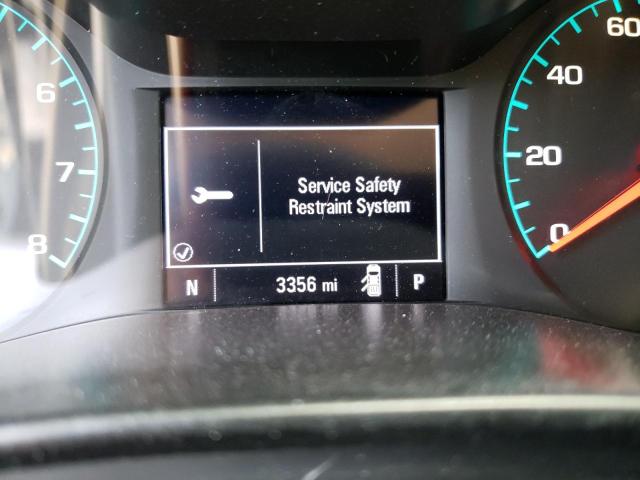 60
6
40
7
20
8
0
Service Safety
Restraint System
N
3356 mi
P